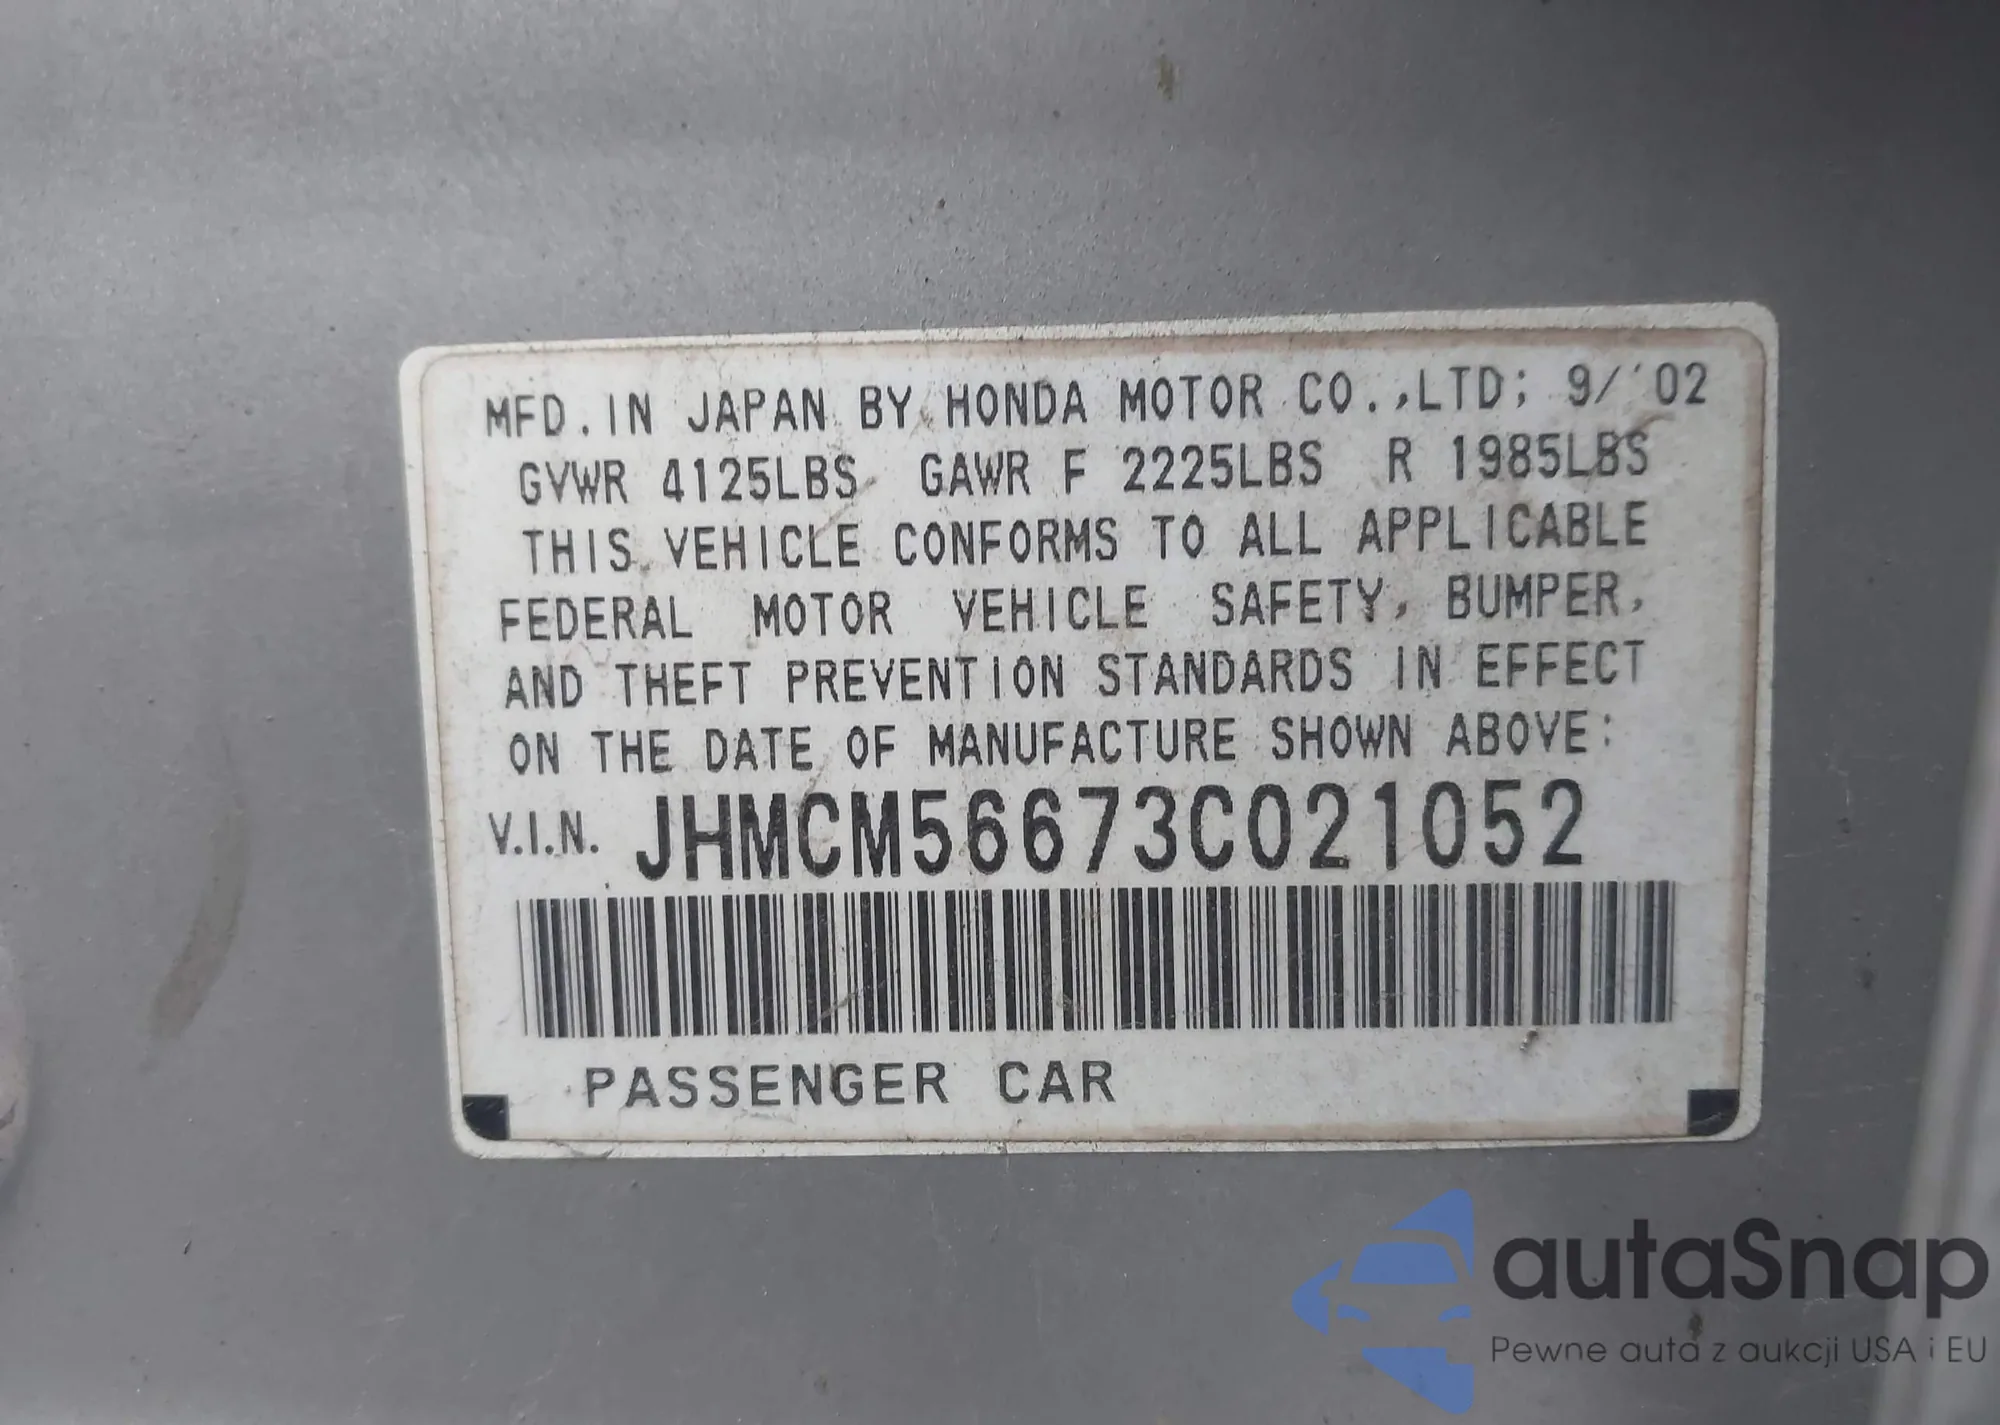 MFD. IN JAPAN BY HONDA MOTOR CO.,LTD; 9/'02
GVWR 4125LBS GAWR F 2225LBS R 1985LBS
THIS VEHICLE CONFORMS TO ALL APPLICABLE
FEDERAL MOTOR VEHICLE SAFETY, BUMPER,
AND THEFT PREVENTION STANDARDS IN EFFECT
ON THE DATE OF MANUFACTURE SHOWN ABOVE:
V.I.N. JHMCM56673C021052
PASSENGER CAR
autaSnap
Pewne auta z aukcji USA i EU